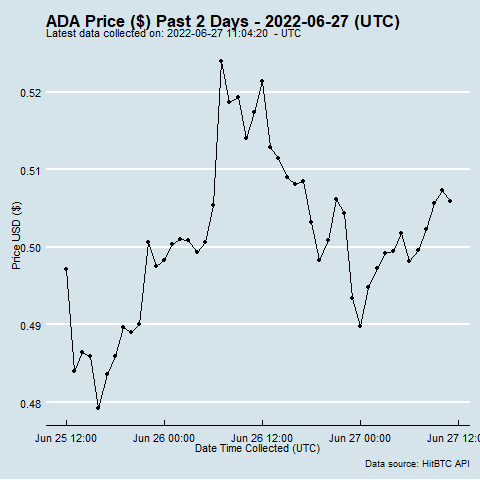 ADA Price ($) Past 2 Days - 2022-06-27 (UTC)
Latest data collected on: 2022-06-27 11:04:20  - UTC
0.52
0.51
0.50
0.49
0.48
Price USD ($)
Jun 25 12:00
Jun 26 00:00
Jun 26 12:00
Jun 27 00:00
Jun 27 12:00
Date Time Collected (UTC)
Data source: HitBTC API